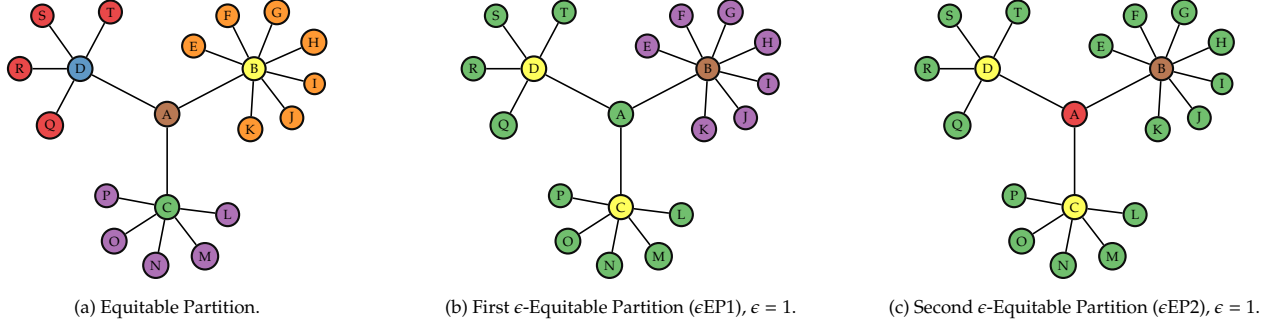 S T
R D
Q
F G
E H
B I
K J
A
P C L
O N M
(a) Equitable Partition.
S T
R D
Q
F G
E H
B I
K J
A
P C L
O N M
(b) First ϵ-Equitable Partition (ϵEP1), ϵ = 1.
S T
R D
Q
F G
E H
B I
K J
A
P C L
O N M
(c) Second ϵ-Equitable Partition (ϵEP2), ϵ = 1.